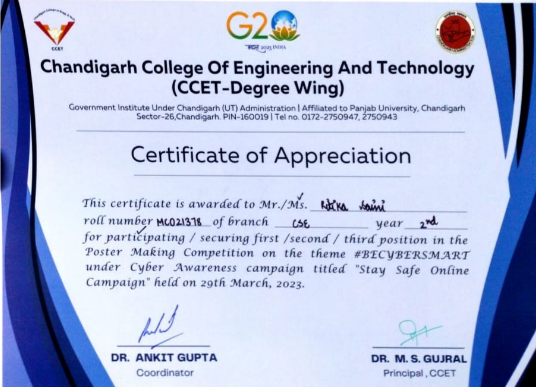 CCET
G20
भारत 2023 INDIA
Chandigarh College Of Engineering And Technology
(CCET-Degree Wing)
Government Institute Under Chandigarh (UT) Administration | Affiliated to Panjab University, Chandigarh
Sector-26,Chandigarh. PIN-160019 | Tel no. 0172-2750947, 2750943
Certificate of Appreciation
This certificate is awarded to Mr./Ms. Ritika Saini
roll number MCO21378 of branch CSE year 2nd
for participating / securing first /second / third position in the
Poster Making Competition on the theme #BECYBERSMART
under Cyber Awareness campaign titled "Stay Safe Online
Campaign" held on 29th March, 2023.
DR. ANKIT GUPTA
Coordinator
DR. M. S. GUJRAL
Principal , CCET